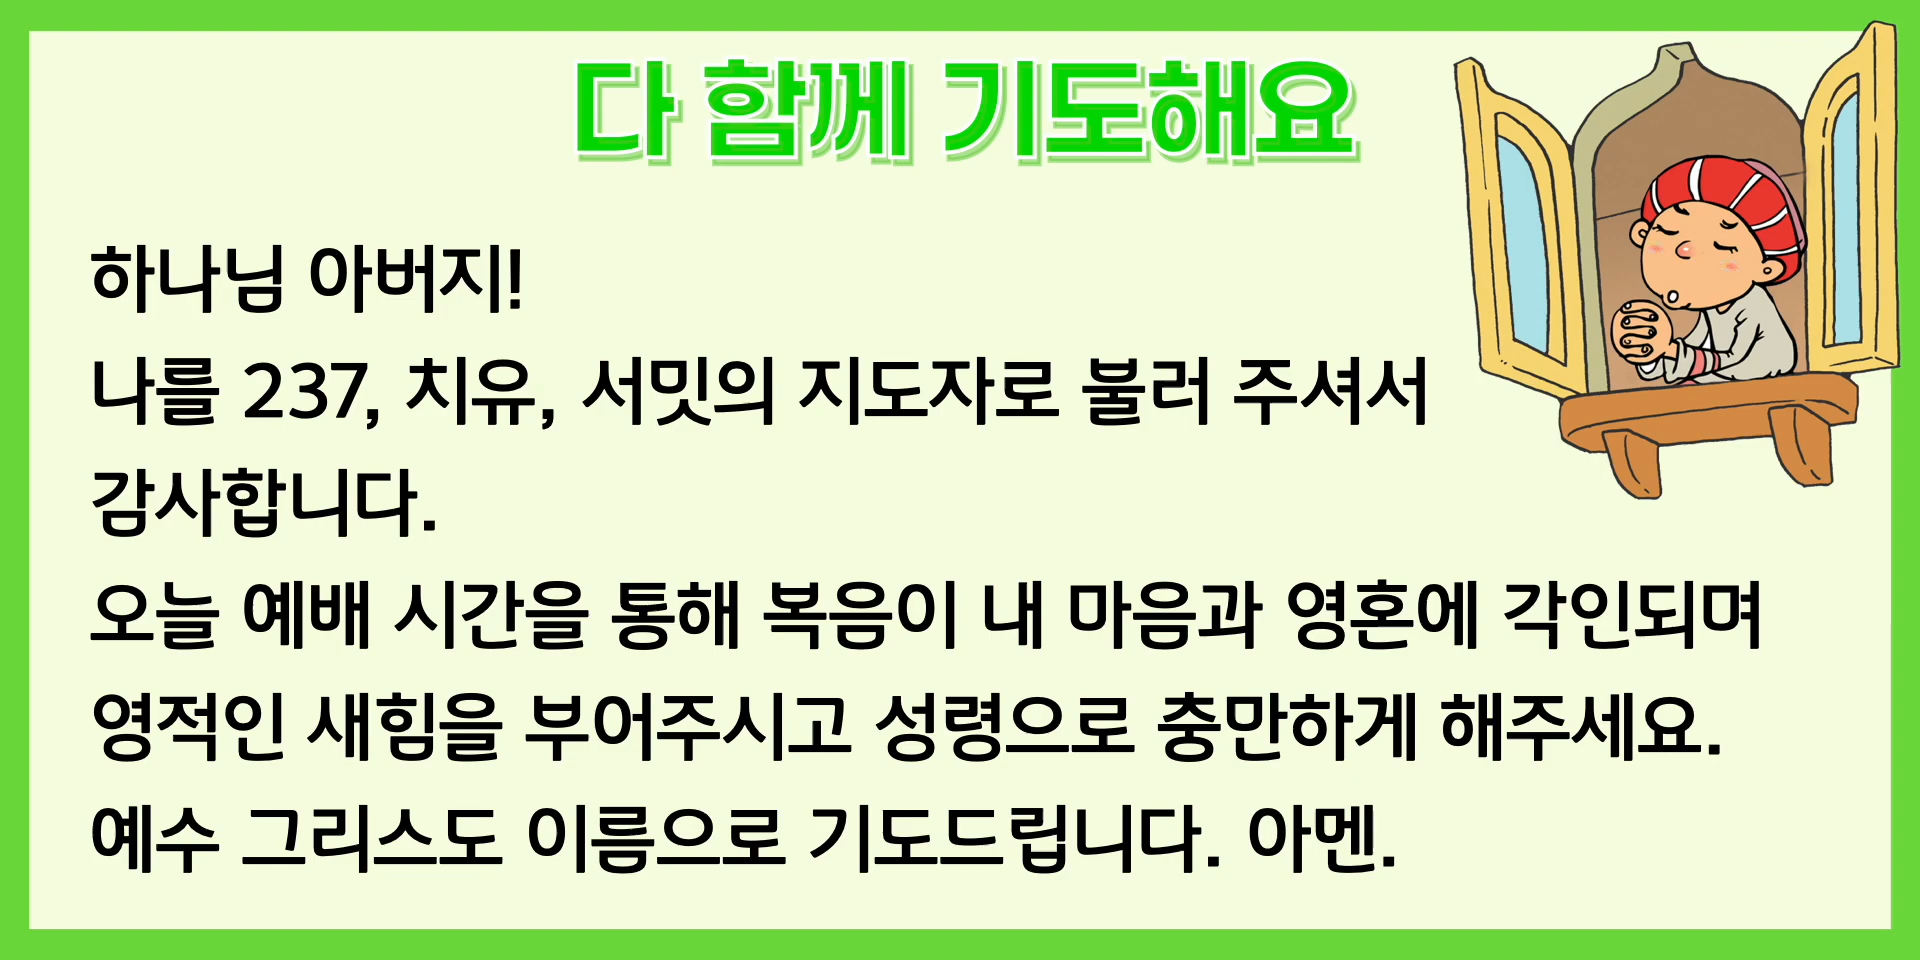 다 함께 기도해요
하나님 아버지!
나를 237, 치유, 서밋의 지도자로 불러 주셔서
감사합니다.
오늘 예배 시간을 통해 복음이 내 마음과 영혼에 각인되며
영적인 새힘을 부어주시고 성령으로 충만하게 해주세요.
예수 그리스도 이름으로 기도드립니다. 아멘.